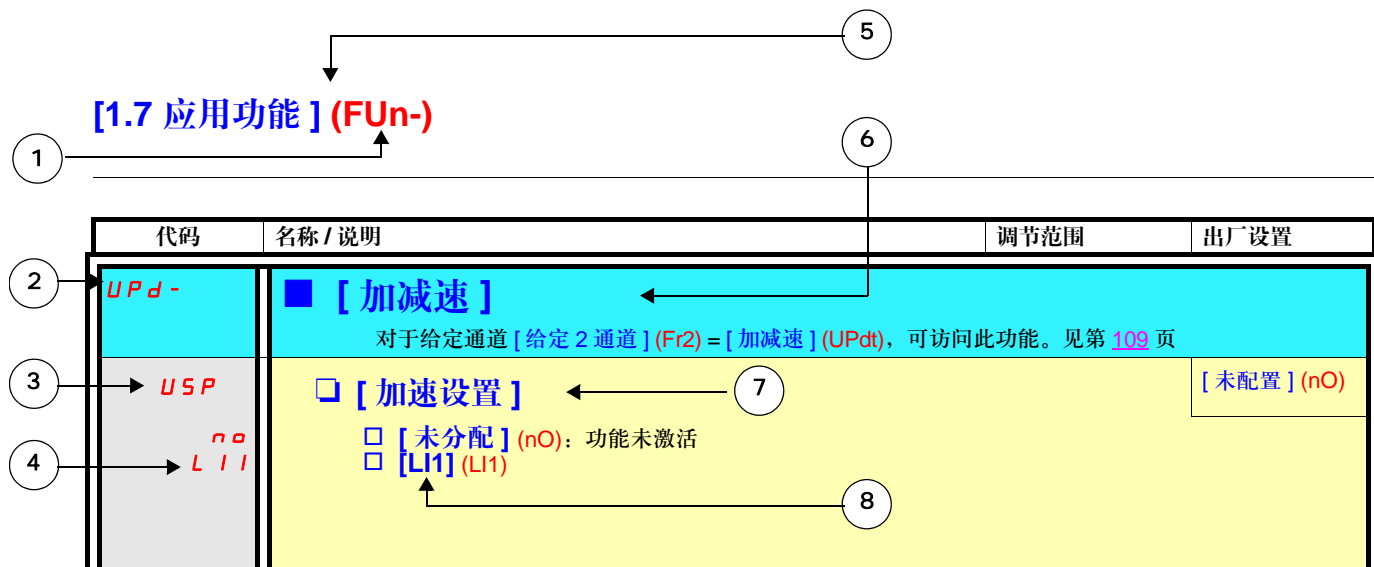 5
[1.7 应用功能 ] (FUn-)
1
6
代码 名称 / 说明 调节范围 出厂设置
2
UPd-
■ [ 加减速 ]
对于给定通道 [ 给定 2 通道 ] (Fr2) = [ 加减速 ] (UPdt)，可访问此功能。见第 109 页
3
USP
❏ [ 加速设置 ]
7
[ 未配置 ] (nO)
no
□ [ 未分配 ] (nO)：功能未激活
4
LI1
□ [LI1] (LI1)
8